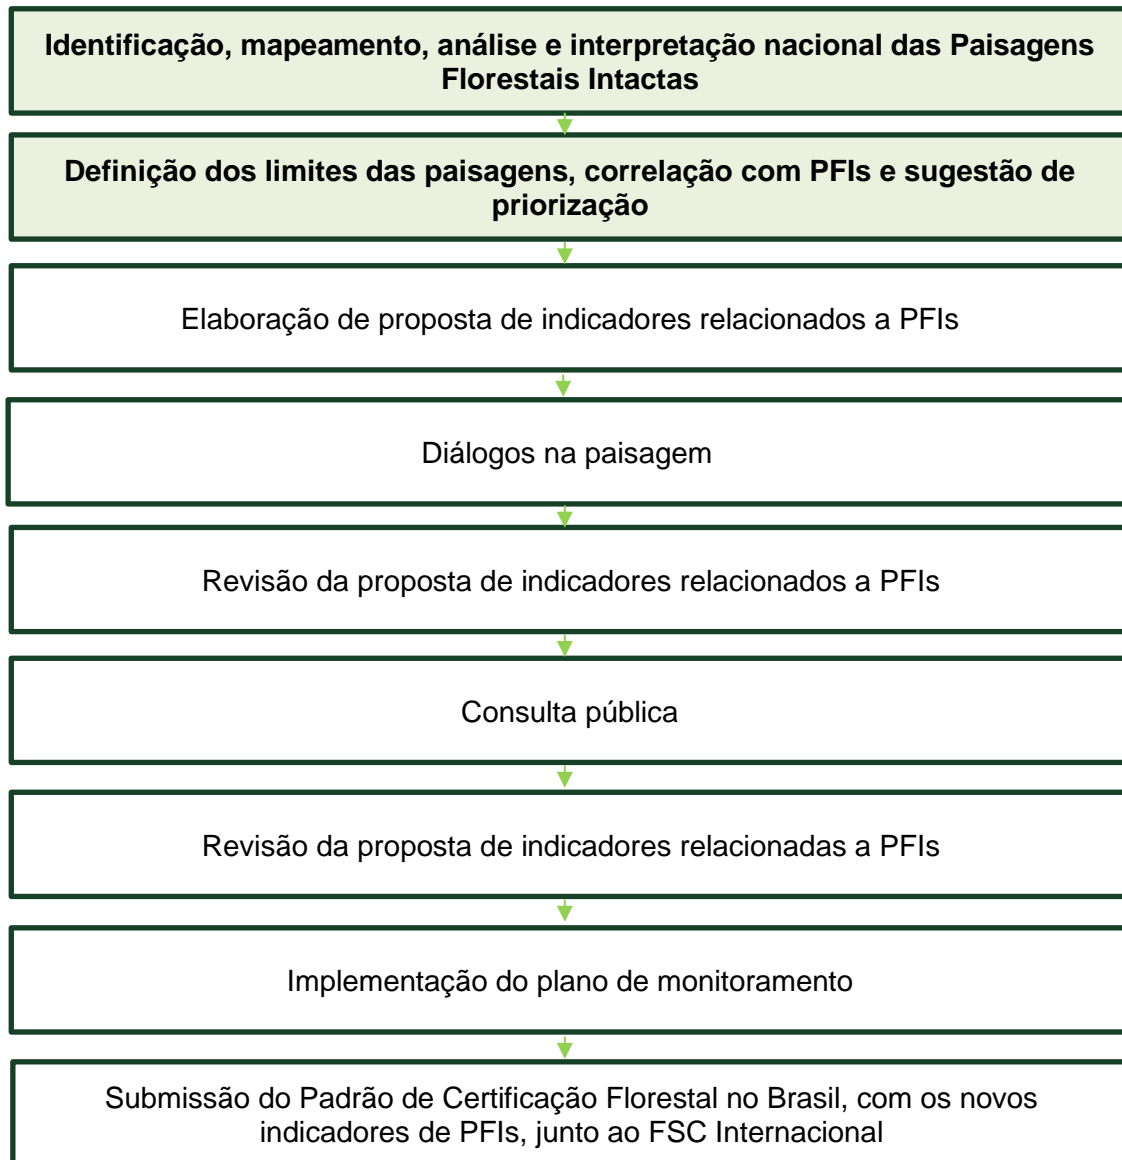 Identificação, mapeamento, análise e interpretação nacional das Paisagens
Florestais Intactas
Definição dos limites das paisagens, correlação com PFIs e sugestão de
priorização
Elaboração de proposta de indicadores relacionados a PFIs
Diálogos na paisagem
Revisão da proposta de indicadores relacionados a PFIs
Consulta pública
Revisão da proposta de indicadores relacionadas a PFIs
Implementação do plano de monitoramento
Submissão do Padrão de Certificação Florestal no Brasil, com os novos
indicadores de PFIs, junto ao FSC Internacional